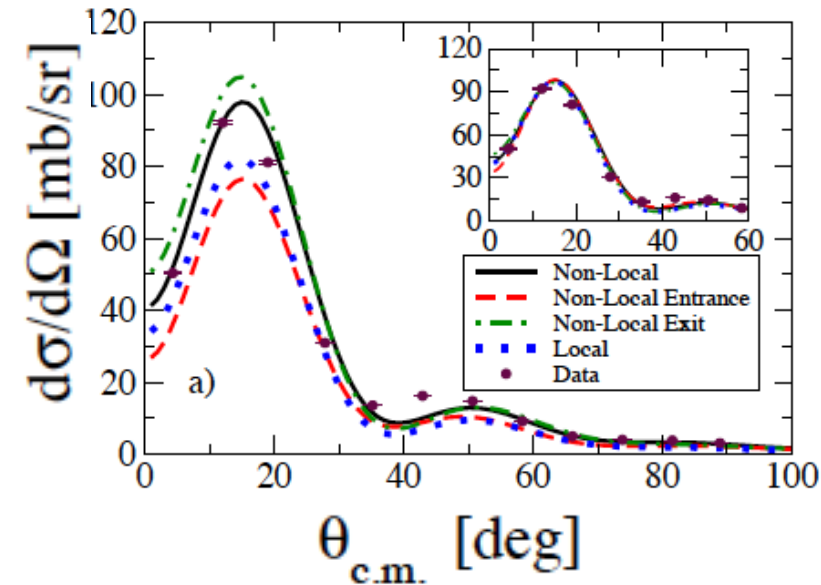 120
100
80
60
40
20
0
dσ/dΩ [mb/sr]
a)
120
90
60
30
0
0 20 40 60
Non-Local
Non-Local Entrance
Non-Local Exit
Local
Data
0 20 40 60 80 100
θc.m. [deg]